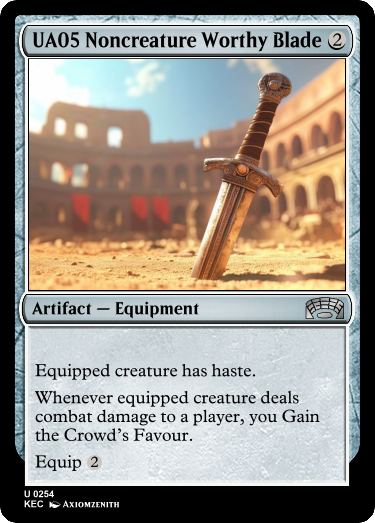 UA05 Noncreature Worthy Blade 2
Artifact — Equipment
Equipped creature has haste.
Whenever equipped creature deals
combat damage to a player, you Gain
the Crowd's Favour.
Equip 2
U 0254
KEC Axiomzenith